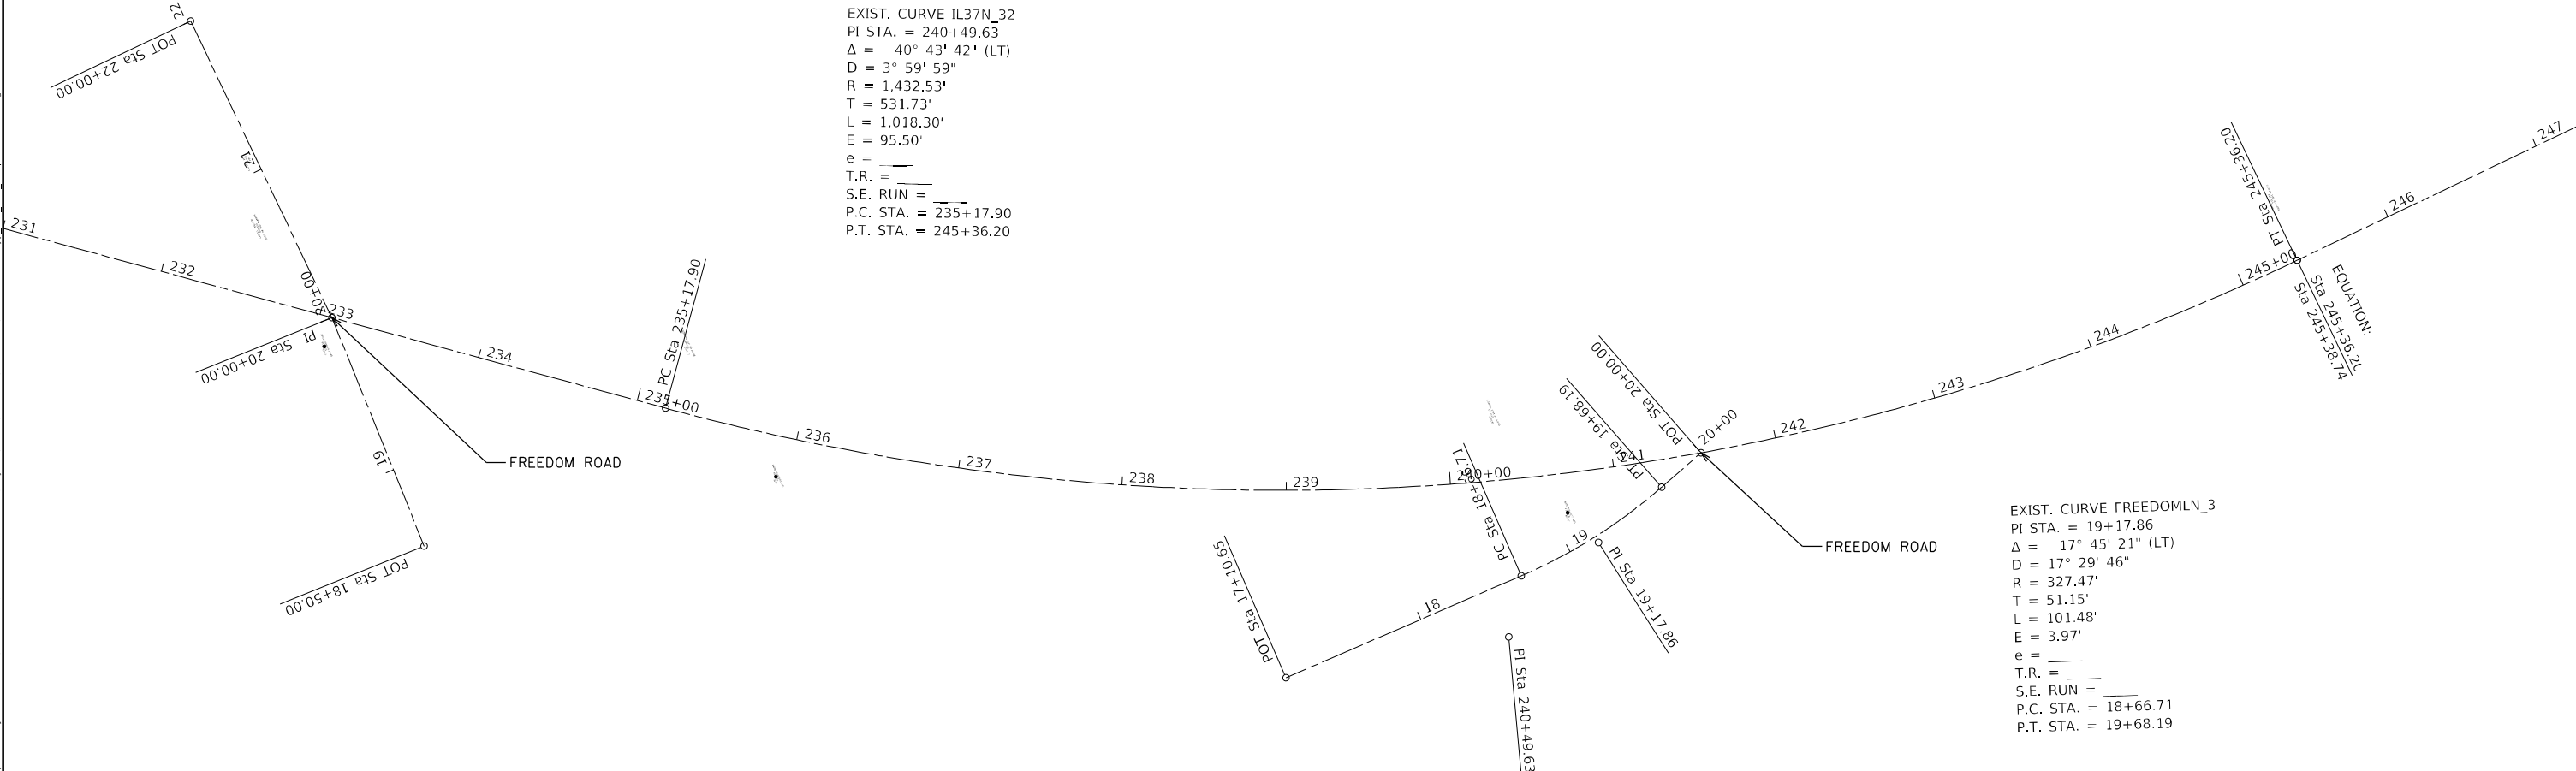 22
POT Sta 22+00.00
21
231
232
20+00
233
PI Sta 20+00.00
19
POT Sta 18+50.00
234
FREEDOM ROAD
235+00
PC Sta 235+17.90
236
237
238
239
240+00
241
242
243
244
245+00
246
247
EXIST. CURVE IL37N_32
PI STA. = 240+49.63
Δ = 40° 43' 42" (LT)
D = 3° 59' 59"
R = 1,432.53'
T = 531.73'
L = 1,018.30'
E = 95.50'
e = ____
T.R. = ____
S.E. RUN = ____
P.C. STA. = 235+17.90
P.T. STA. = 245+36.20
POT Sta 17+10.65
18
PC Sta 18+66.71
19
PI Sta 19+17.86
PI Sta 240+49.63
PT Sta 19+68.19
POT Sta 20+00.00
20+00
FREEDOM ROAD
PT Sta 245+36.20
EQUATION:
Sta 245+36.20
Sta 245+38.74
EXIST. CURVE FREEDOMLN_3
PI STA. = 19+17.86
Δ = 17° 45' 21" (LT)
D = 17° 29' 46"
R = 327.47'
T = 51.15'
L = 101.48'
E = 3.97'
e = ____
T.R. = ____
S.E. RUN = ____
P.C. STA. = 18+66.71
P.T. STA. = 19+68.19